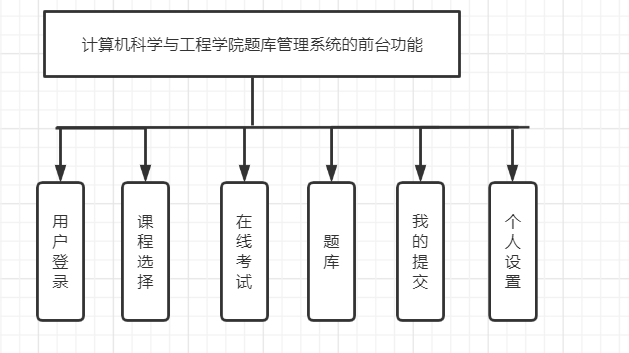 计算机科学与工程学院题库管理系统的前台功能
用户登录
课程选择
在线考试
题库
我的提交
个人设置